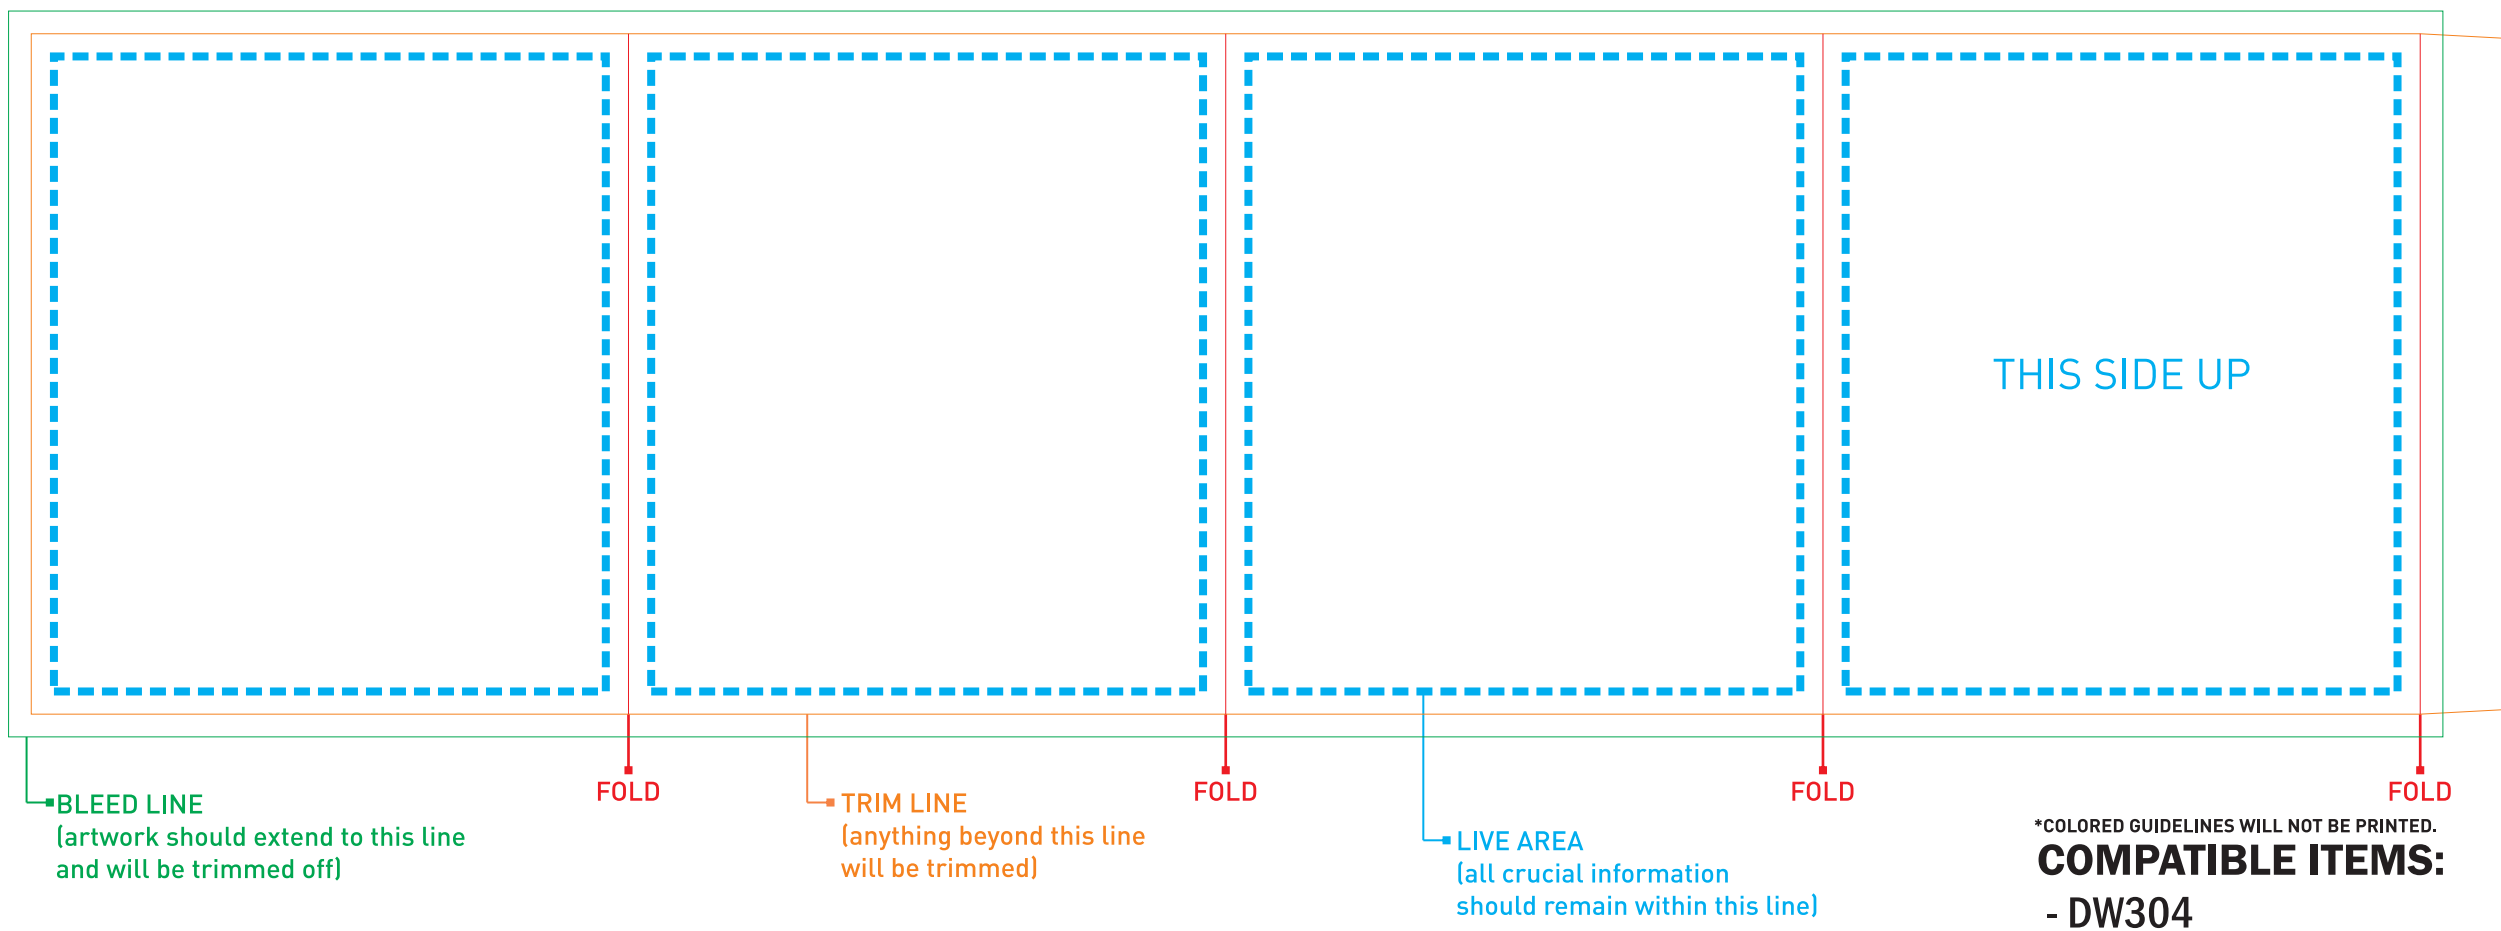 THIS SIDE UP
FOLD
FOLD
FOLD
FOLD
BLEED LINE
(artwork should extend to this line
and will be trimmed off)
TRIM LINE
(anything beyond this line
will be trimmed)
LIVE AREA
(all crucial information
should remain within this line)
*COLORED GUIDELINES WILL NOT BE PRINTED.
COMPATIBLE ITEMS:
- DW304